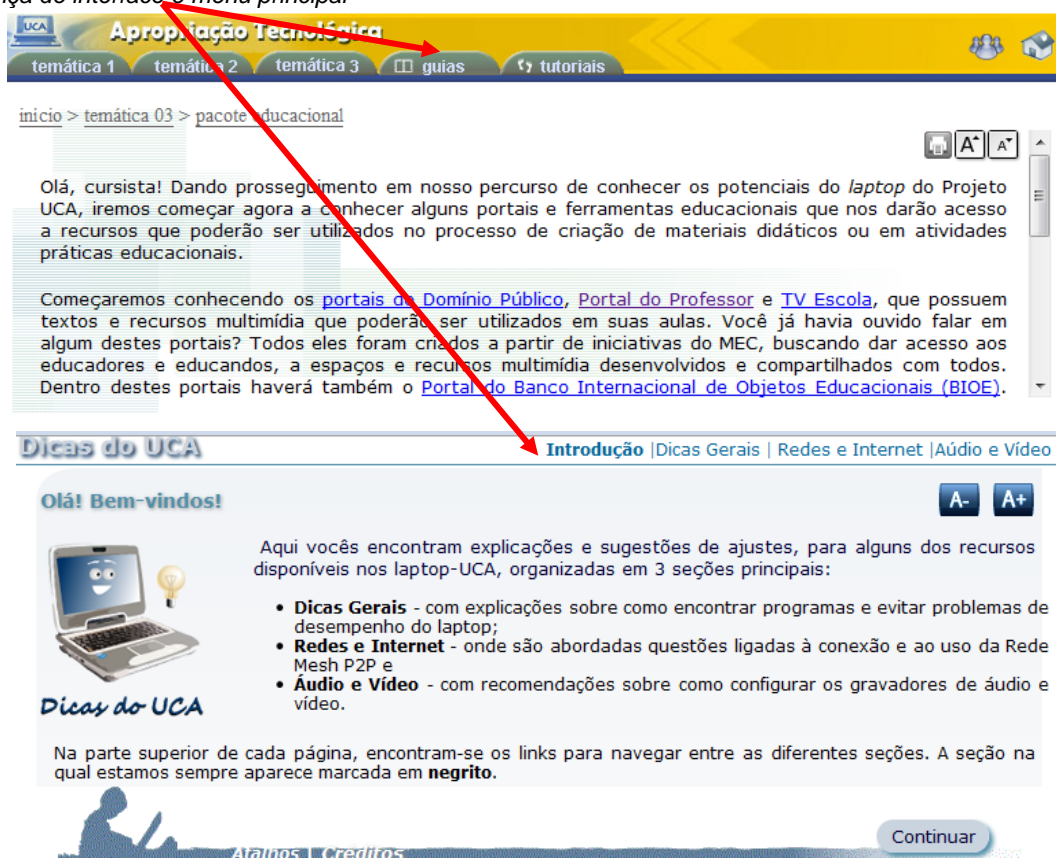 de interface e menu principal
UCA Apropriação Tecnológica
temática 1 temática 2 temática 3 guias tutoriais
inicio > temática 03 > pacote educacional
A A
Olá, cursista! Dando prosseguimento em nosso percurso de conhecer os potenciais do laptop do Projeto
UCA, iremos começar agora a conhecer alguns portais e ferramentas educacionais que nos darão acesso
a recursos que poderão ser utilizados no processo de criação de materiais didáticos ou em atividades
práticas educacionais.
Começaremos conhecendo os portais de Domínio Público, Portal do Professor e TV Escola, que possuem
textos e recursos multimídia que poderão ser utilizados em suas aulas. Você já havia ouvido falar em
algum destes portais? Todos eles foram criados a partir de iniciativas do MEC, buscando dar acesso aos
educadores e educandos, a espaços e recursos multimídia desenvolvidos e compartilhados com todos.
Dentro destes portais haverá também o Portal do Banco Internacional de Objetos Educacionais (BIOE).
Dicas do UCA
Introdução |Dicas Gerais | Redes e Internet |Aúdio e Vídeo
Olá! Bem-vindos!
A- A+
Aqui vocês encontram explicações e sugestões de ajustes, para alguns dos recursos
disponíveis nos laptop-UCA, organizadas em 3 seções principais:
• Dicas Gerais - com explicações sobre como encontrar programas e evitar problemas de
desempenho do laptop;
• Redes e Internet - onde são abordadas questões ligadas à conexão e ao uso da Rede
Mesh P2P e
• Áudio e Vídeo - com recomendações sobre como configurar os gravadores de áudio e
vídeo.
Dicas do UCA
Na parte superior de cada página, encontram-se os links para navegar entre as diferentes seções. A seção na
qual estamos sempre aparece marcada em negrito.
Continuar
Atalhos | Créditos